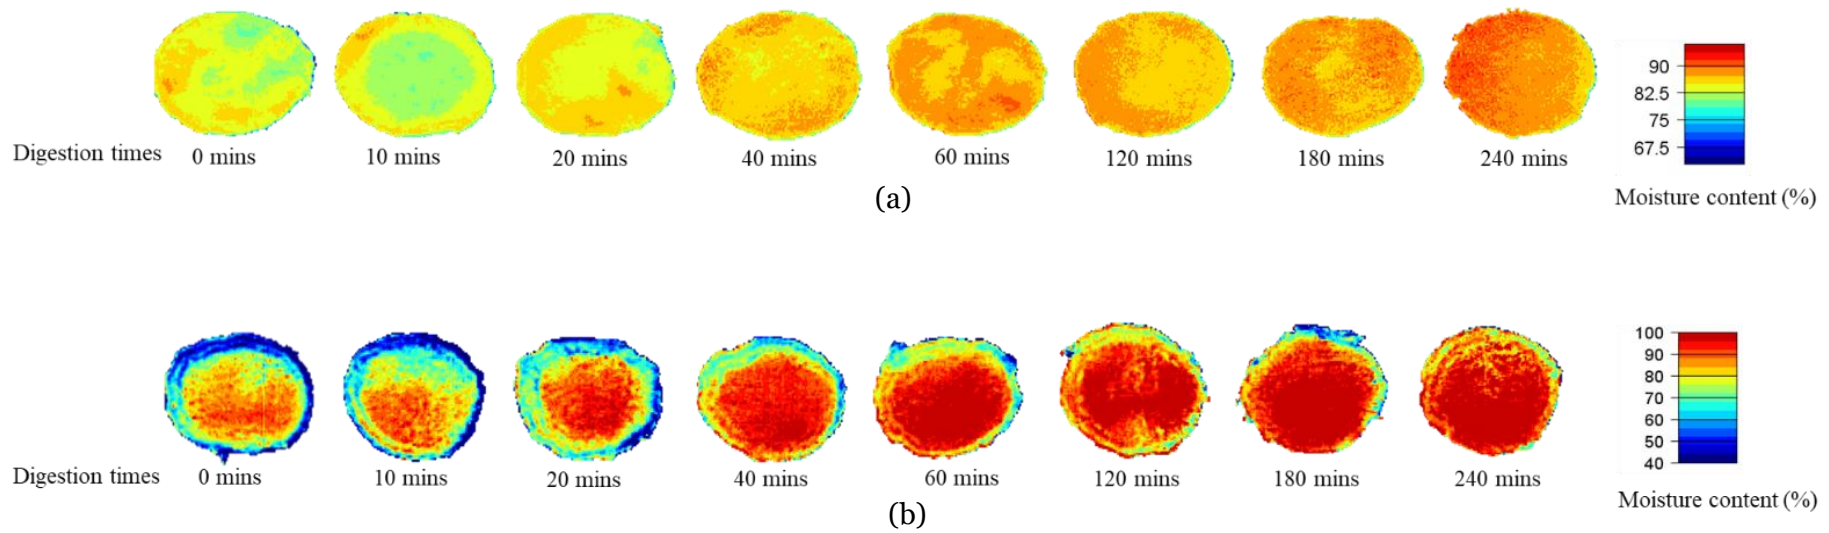 90
82.5
75
67.5
Digestion times 0 mins 10 mins 20 mins 40 mins 60 mins 120 mins 180 mins 240 mins
Moisture content (%)
(a)
100
90
80
70
60
50
40
Digestion times 0 mins 10 mins 20 mins 40 mins 60 mins 120 mins 180 mins 240 mins
Moisture content (%)
(b)